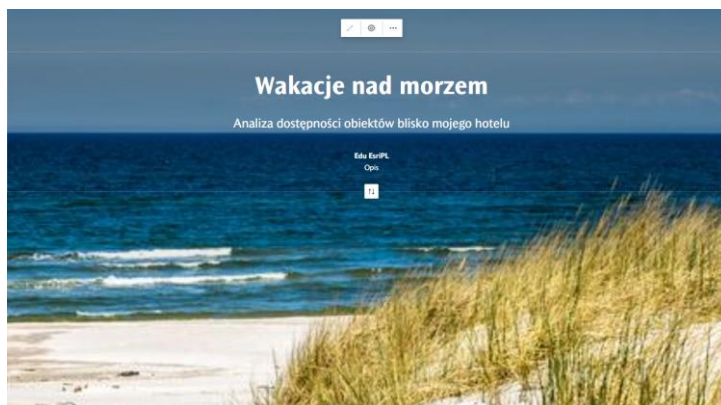 Wakacje nad morzem
Analiza dostępności obiektów blisko mojego hotelu
Edu EsriPL
Opis